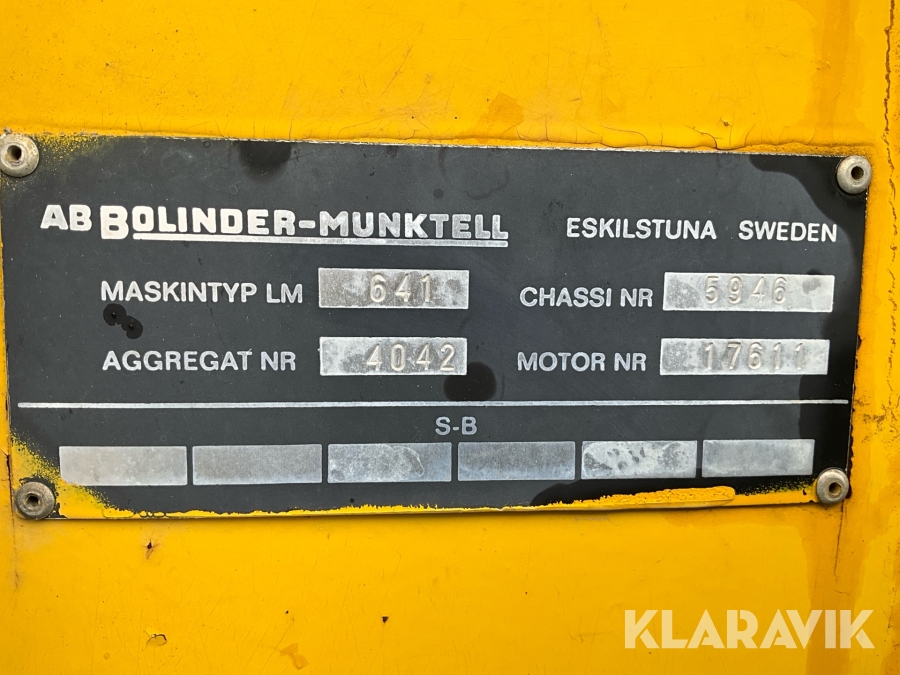 AB BOLINDER-MUNKTELL ESKILSTUNA SWEDEN
MASKINTYP LM 641 CHASSI NR 5946
AGGREGAT NR 4042 MOTOR NR 17611
S-B
KLARAVIK